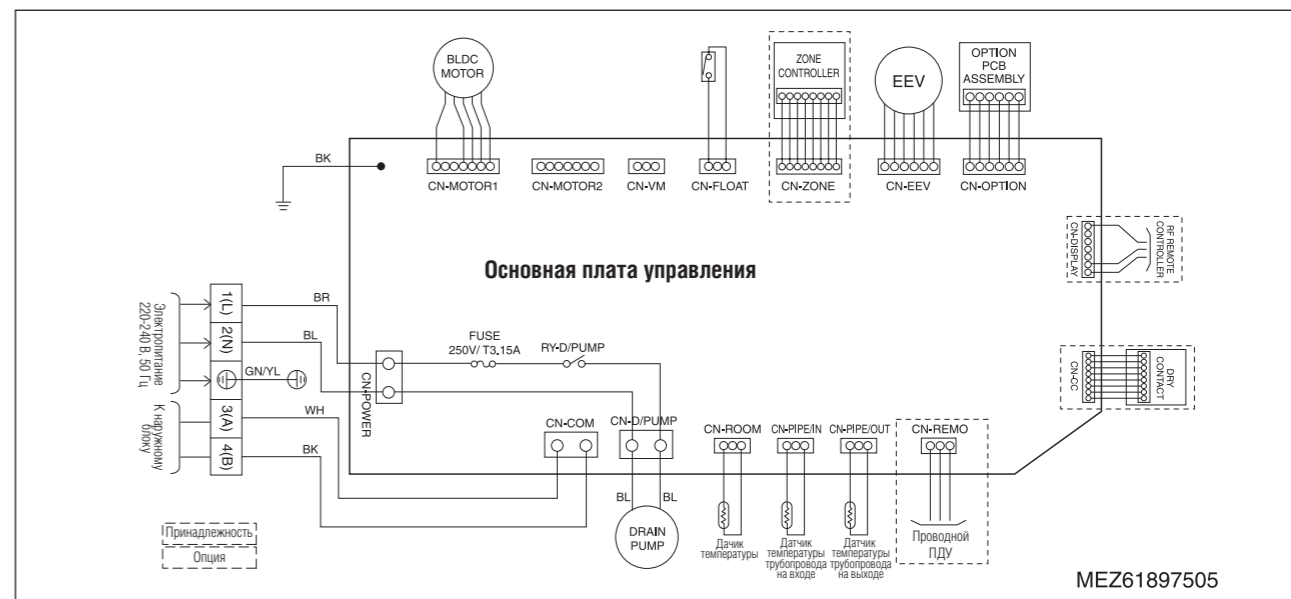 BLDC
MOTOR
ZONE
CONTROLLER
EEV
OPTION
PCB
ASSEMBLY
BK
CN-MOTOR1
CN-MOTOR2
CN-VM
CN-FLOAT
CN-ZONE
CN-EEV
CN-OPTION
CN-DISPLAY
RF REMOTE
CONTROLLER
Основная плата управления
Электропитание
220-240 В, 50 Гц
1(L)
2(N)
3(A)
4(B)
BR
BL
GN/YL
WH
BK
К наружному
блоку
CN-POWER
FUSE
250V/ T3.15A
RY-D/PUMP
CN-CC
DRY
CONTACT
CN-COM
CN-D/PUMP
CN-ROOM
CN-PIPE/IN
CN-PIPE/OUT
CN-REMO
BL
BL
DRAIN
PUMP
Дачик
температуры
Датчик
температуры
трубопровода
на входе
Датчик
температуры
трубопровода
на выходе
Проводной
ПДУ
Принадлежность
Опция
MEZ61897505